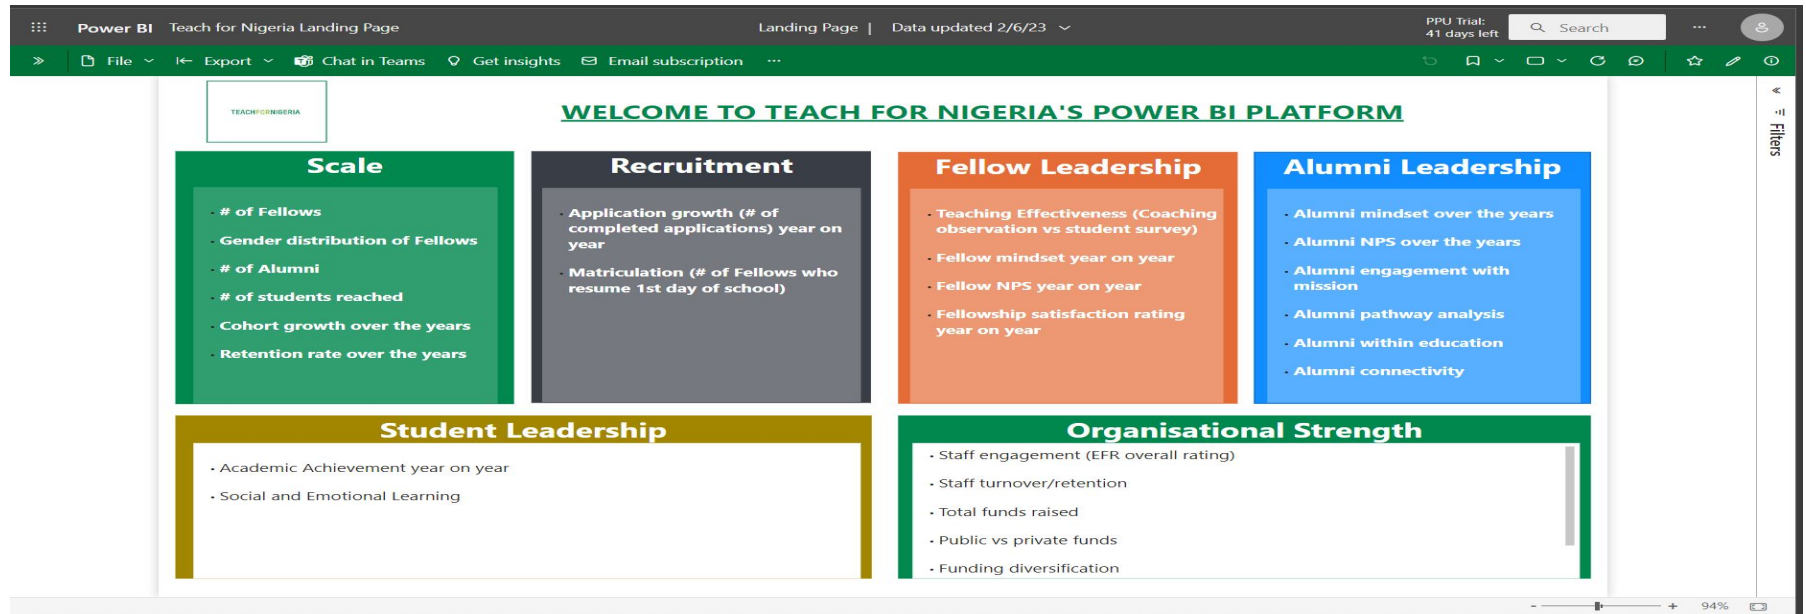 Power BI Teach for Nigeria Landing Page
Landing Page | Data updated 2/6/23
PPU Trial:
41 days left
Search
File
Export
Chat in Teams
Get insights
Email subscription
TEACHFORNIGERIA
WELCOME TO TEACH FOR NIGERIA'S POWER BI PLATFORM
Filters
Scale
· # of Fellows
· Gender distribution of Fellows
· # of Alumni
· # of students reached
· Cohort growth over the years
· Retention rate over the years
Recruitment
· Application growth (# of
completed applications) year on
year
· Matriculation (# of Fellows who
resume 1st day of school)
Fellow Leadership
· Teaching Effectiveness (Coaching
observation vs student survey)
· Fellow mindset year on year
· Fellow NPS year on year
· Fellowship satisfaction rating
year on year
Alumni Leadership
· Alumni mindset over the years
· Alumni NPS over the years
· Alumni engagement with
mission
· Alumni pathway analysis
· Alumni within education
· Alumni connectivity
Student Leadership
· Academic Achievement year on year
· Social and Emotional Learning
Organisational Strength
· Staff engagement (EFR overall rating)
· Staff turnover/retention
· Total funds raised
· Public vs private funds
· Funding diversification
- + 94%